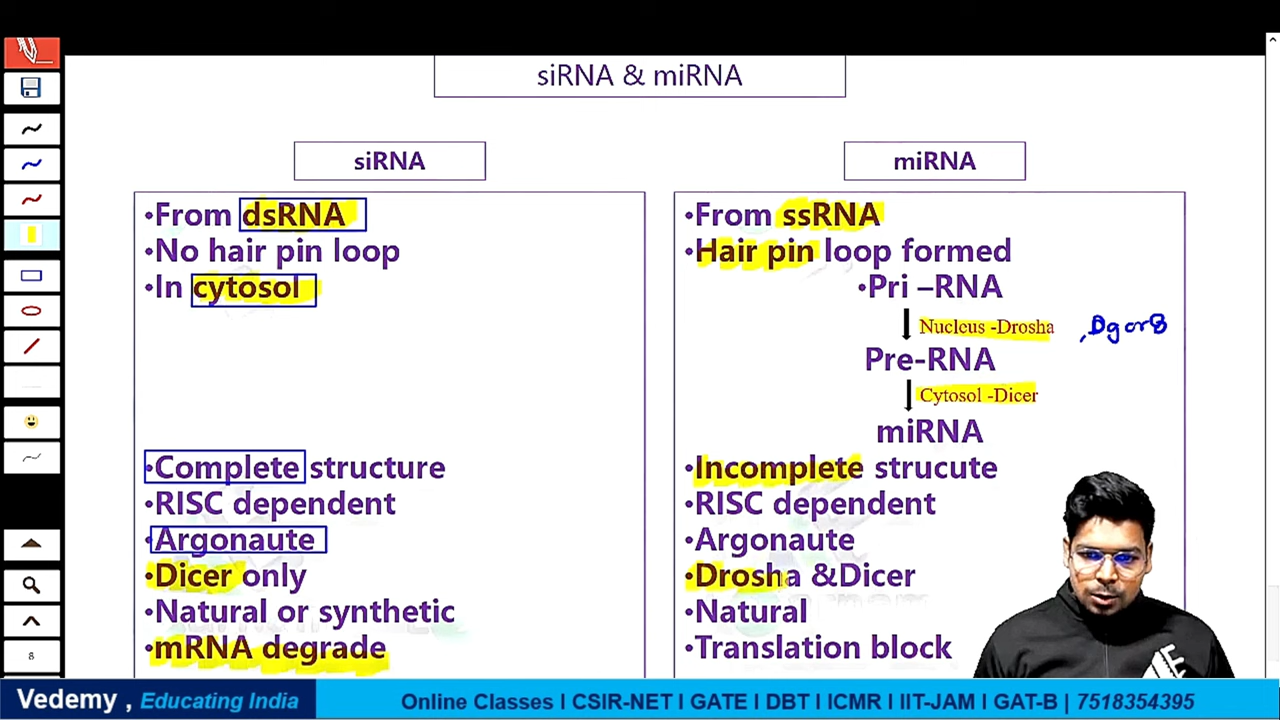 siRNA & miRNA
siRNA
•From dsRNA
•No hair pin loop
•In cytosol
•Complete structure
•RISC dependent
•Argonaute
•Dicer only
•Natural or synthetic
•mRNA degrade
miRNA
•From ssRNA
•Hair pin loop formed
•Pri –RNA
Nucleus -Drosha
Pre-RNA
Cytosol -Dicer
miRNA
•Incomplete strucute
•RISC dependent
•Argonaute
•Drosha &Dicer
•Natural
•Translation block
8
Vedemy , Educating India
Online Classes I CSIR-NET I GATE I DBT I ICMR I IIT-JAM I GAT-B | 7518354395